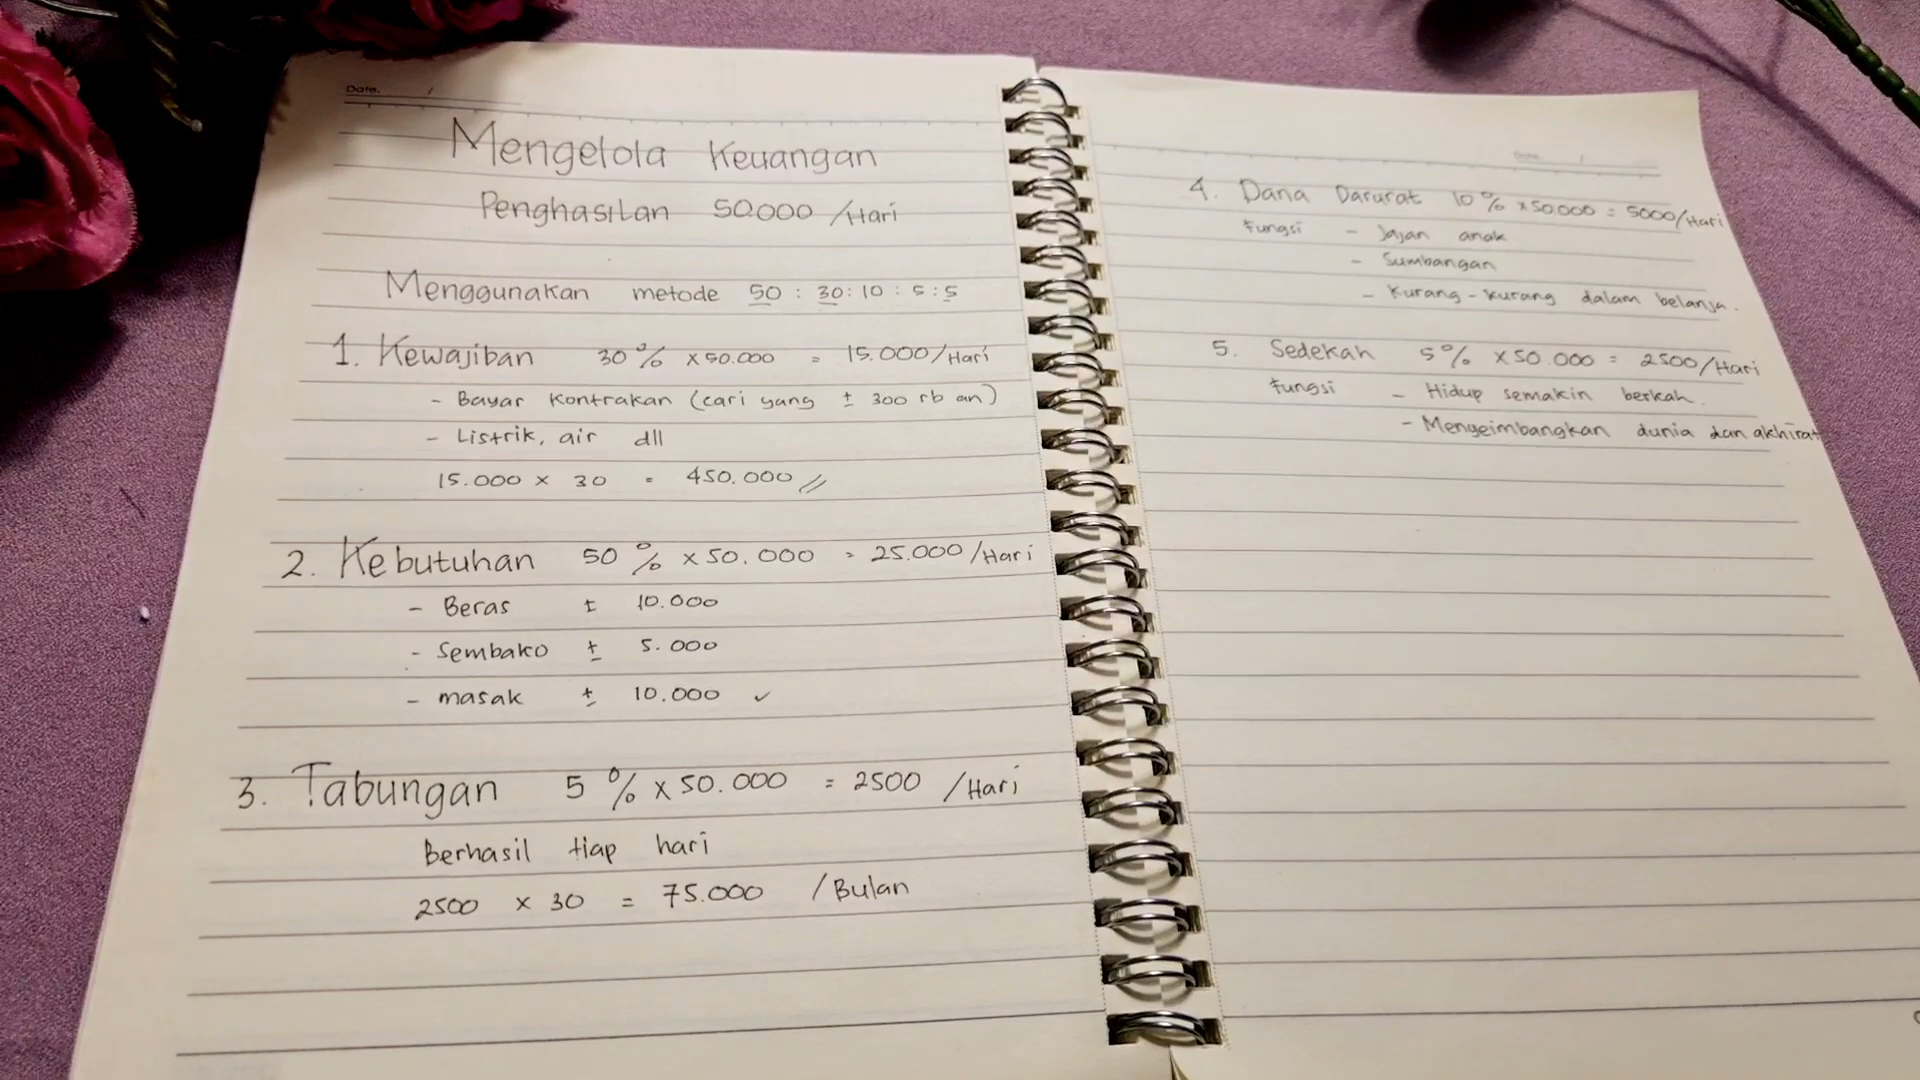 Date. /
Mengelola Keuangan
Penghasilan 50.000 /Hari
Menggunakan metode 50 : 30 : 10 : 5 : 5
1. Kewajiban 30 % x 50.000 = 15.000/Hari
- Bayar Kontrakan (cari yang ± 300 rb an)
- Listrik, air dll
15.000 x 30 = 450.000 //
2. Kebutuhan 50 % x 50.000 = 25.000 /Hari
- Beras ± 10.000
- Sembako ± 5.000
- masak ± 10.000 ✓
3. Tabungan 5 % x 50.000 = 2500 /Hari
Berhasil tiap hari
2500 x 30 = 75.000 /Bulan
Date. /
4. Dana Darurat 10 % x 50.000 = 5000/Hari
Fungsi - Jajan anak
- Sumbangan
- Kurang-kurang dalam belanja.
5. Sedekah 5% x 50.000 = 2500/Hari
Fungsi - Hidup semakin berkah.
- Mengeimbangkan dunia dan akhirat